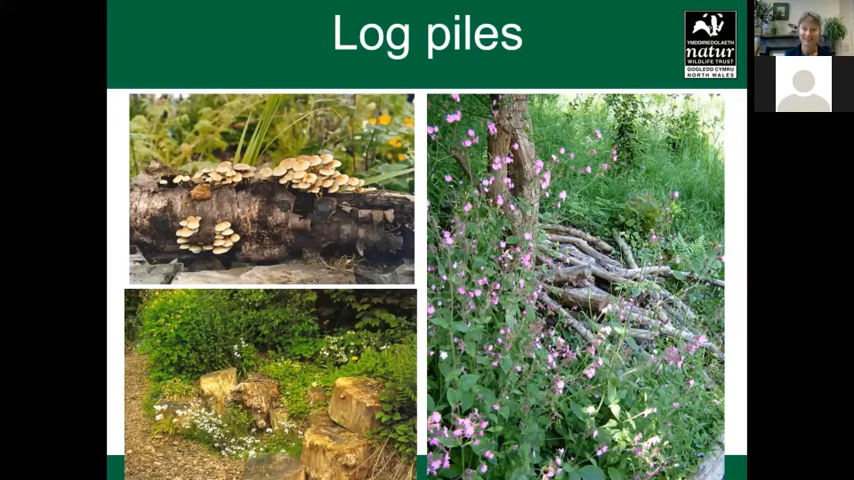 Log piles
YMDDIRIEDOLAETH
natur
WILDLIFE TRUST
GOGLEDD CYMRU
NORTH WALES